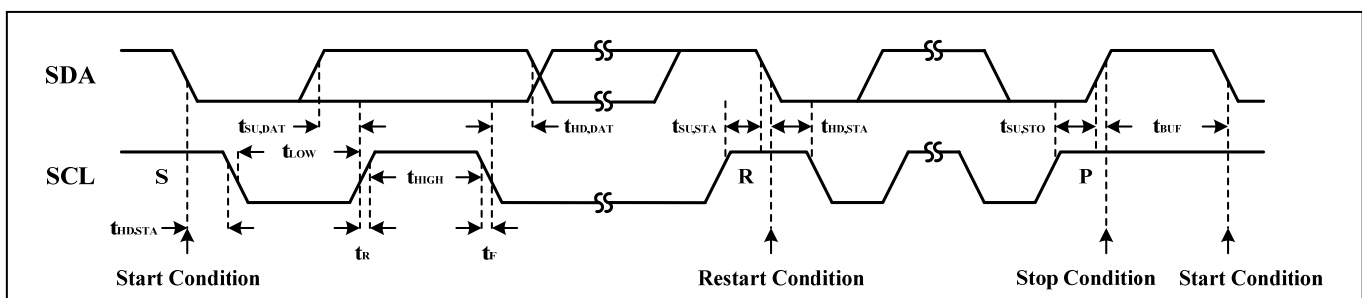 SDA
tSU,DAT tHD,DAT tSU,STA tHD,STA tSU,STO tBUF
tLOW
SCL S tHIGH R P
tHD,STA
tR tF
Start Condition Restart Condition Stop Condition Start Condition